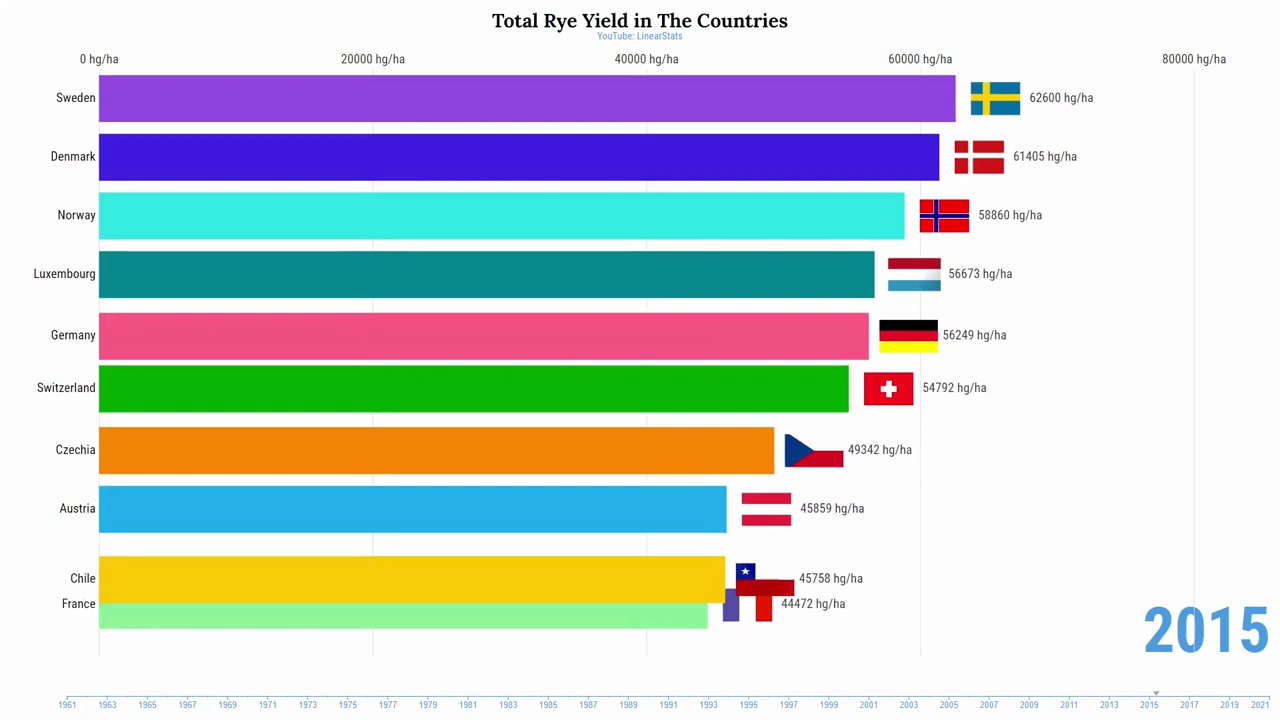 Total Rye Yield in The Countries
YouTube: LinearStats
0 hg/ha 20000 hg/ha 40000 hg/ha 60000 hg/ha 80000 hg/ha
Sweden 62600 hg/ha
Denmark 61405 hg/ha
Norway 58860 hg/ha
Luxembourg 56673 hg/ha
Germany 56249 hg/ha
Switzerland 54792 hg/ha
Czechia 49342 hg/ha
Austria 45859 hg/ha
Chile 45758 hg/ha
France 44472 hg/ha
2015
1961 1963 1965 1967 1969 1971 1973 1975 1977 1979 1981 1983 1985 1987 1989 1991 1993 1995 1997 1999 2001 2003 2005 2007 2009 2011 2013 2015 2017 2019 2021